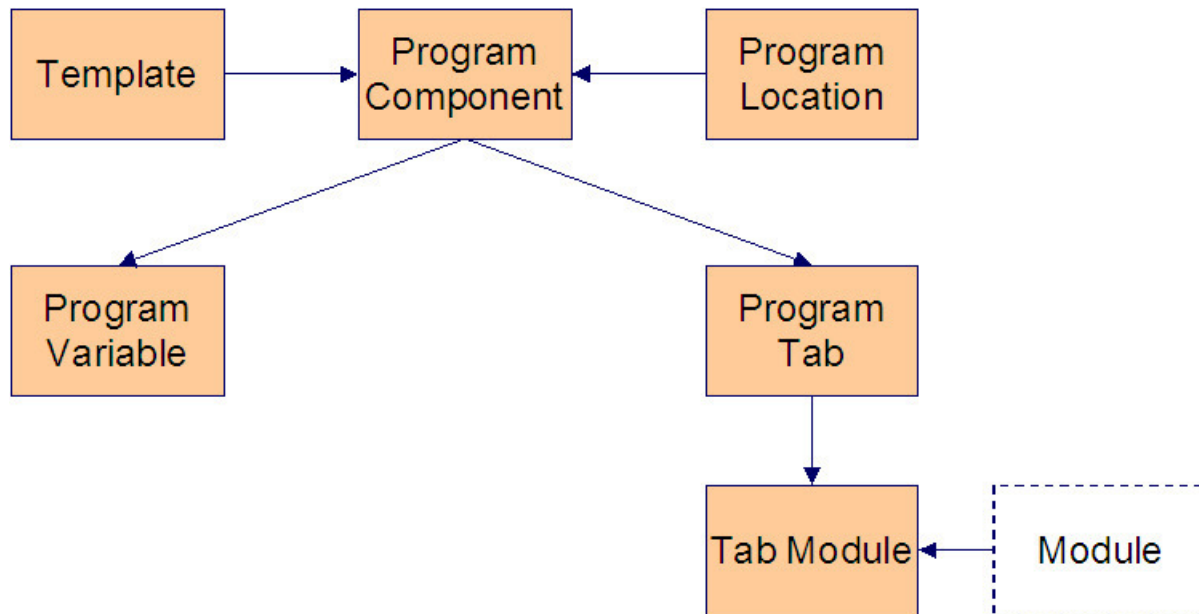 Template
Program
Component
Program
Location
Program
Variable
Program
Tab
Tab Module
Module